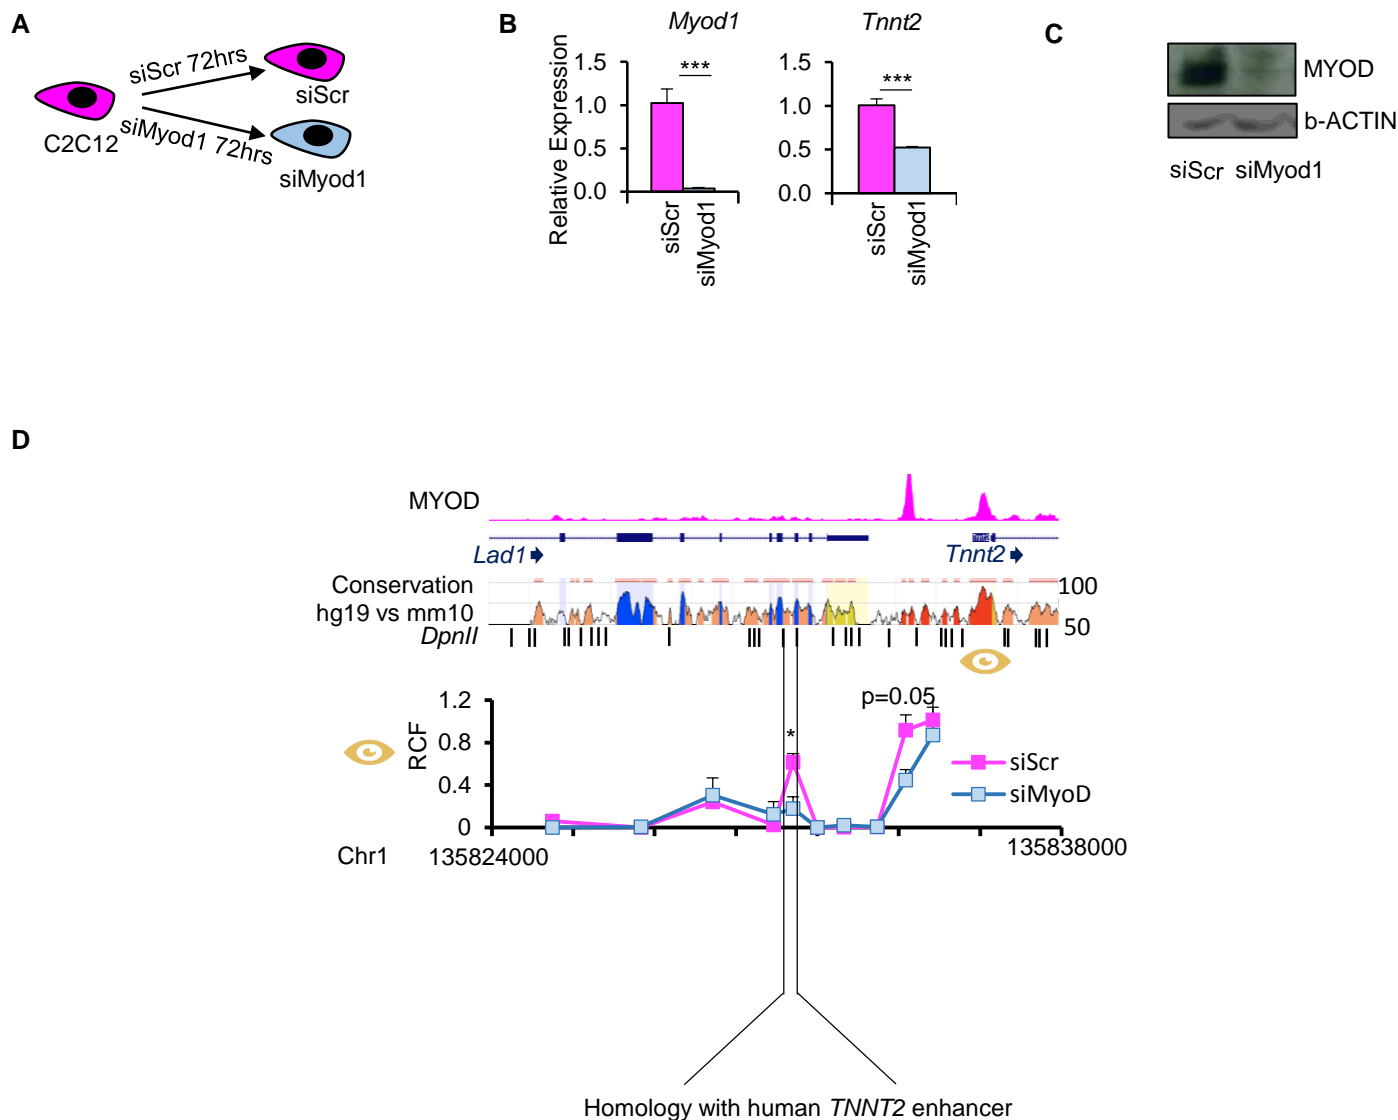 A
siScr 72hrs
siScr
C2C12
siMyod1 72hrs
siMyod1
B
Myod1
Tnnt2
Relative Expression
1.5
1.0
0.5
0.0
***
siScr
siMyod1
1.5
1.0
0.5
0.0
***
siScr
siMyod1
C
MYOD
b-ACTIN
siScr siMyod1
D
MYOD
Lad1
Tnnt2
Tnnt2
Conservation
hg19 vs mm10
100
50
DpnII
RCF
1.2
0.8
0.4
0
*
p=0.05
siScr
siMyoD
Chr1
135824000
135838000
Homology with human TNNT2 enhancer